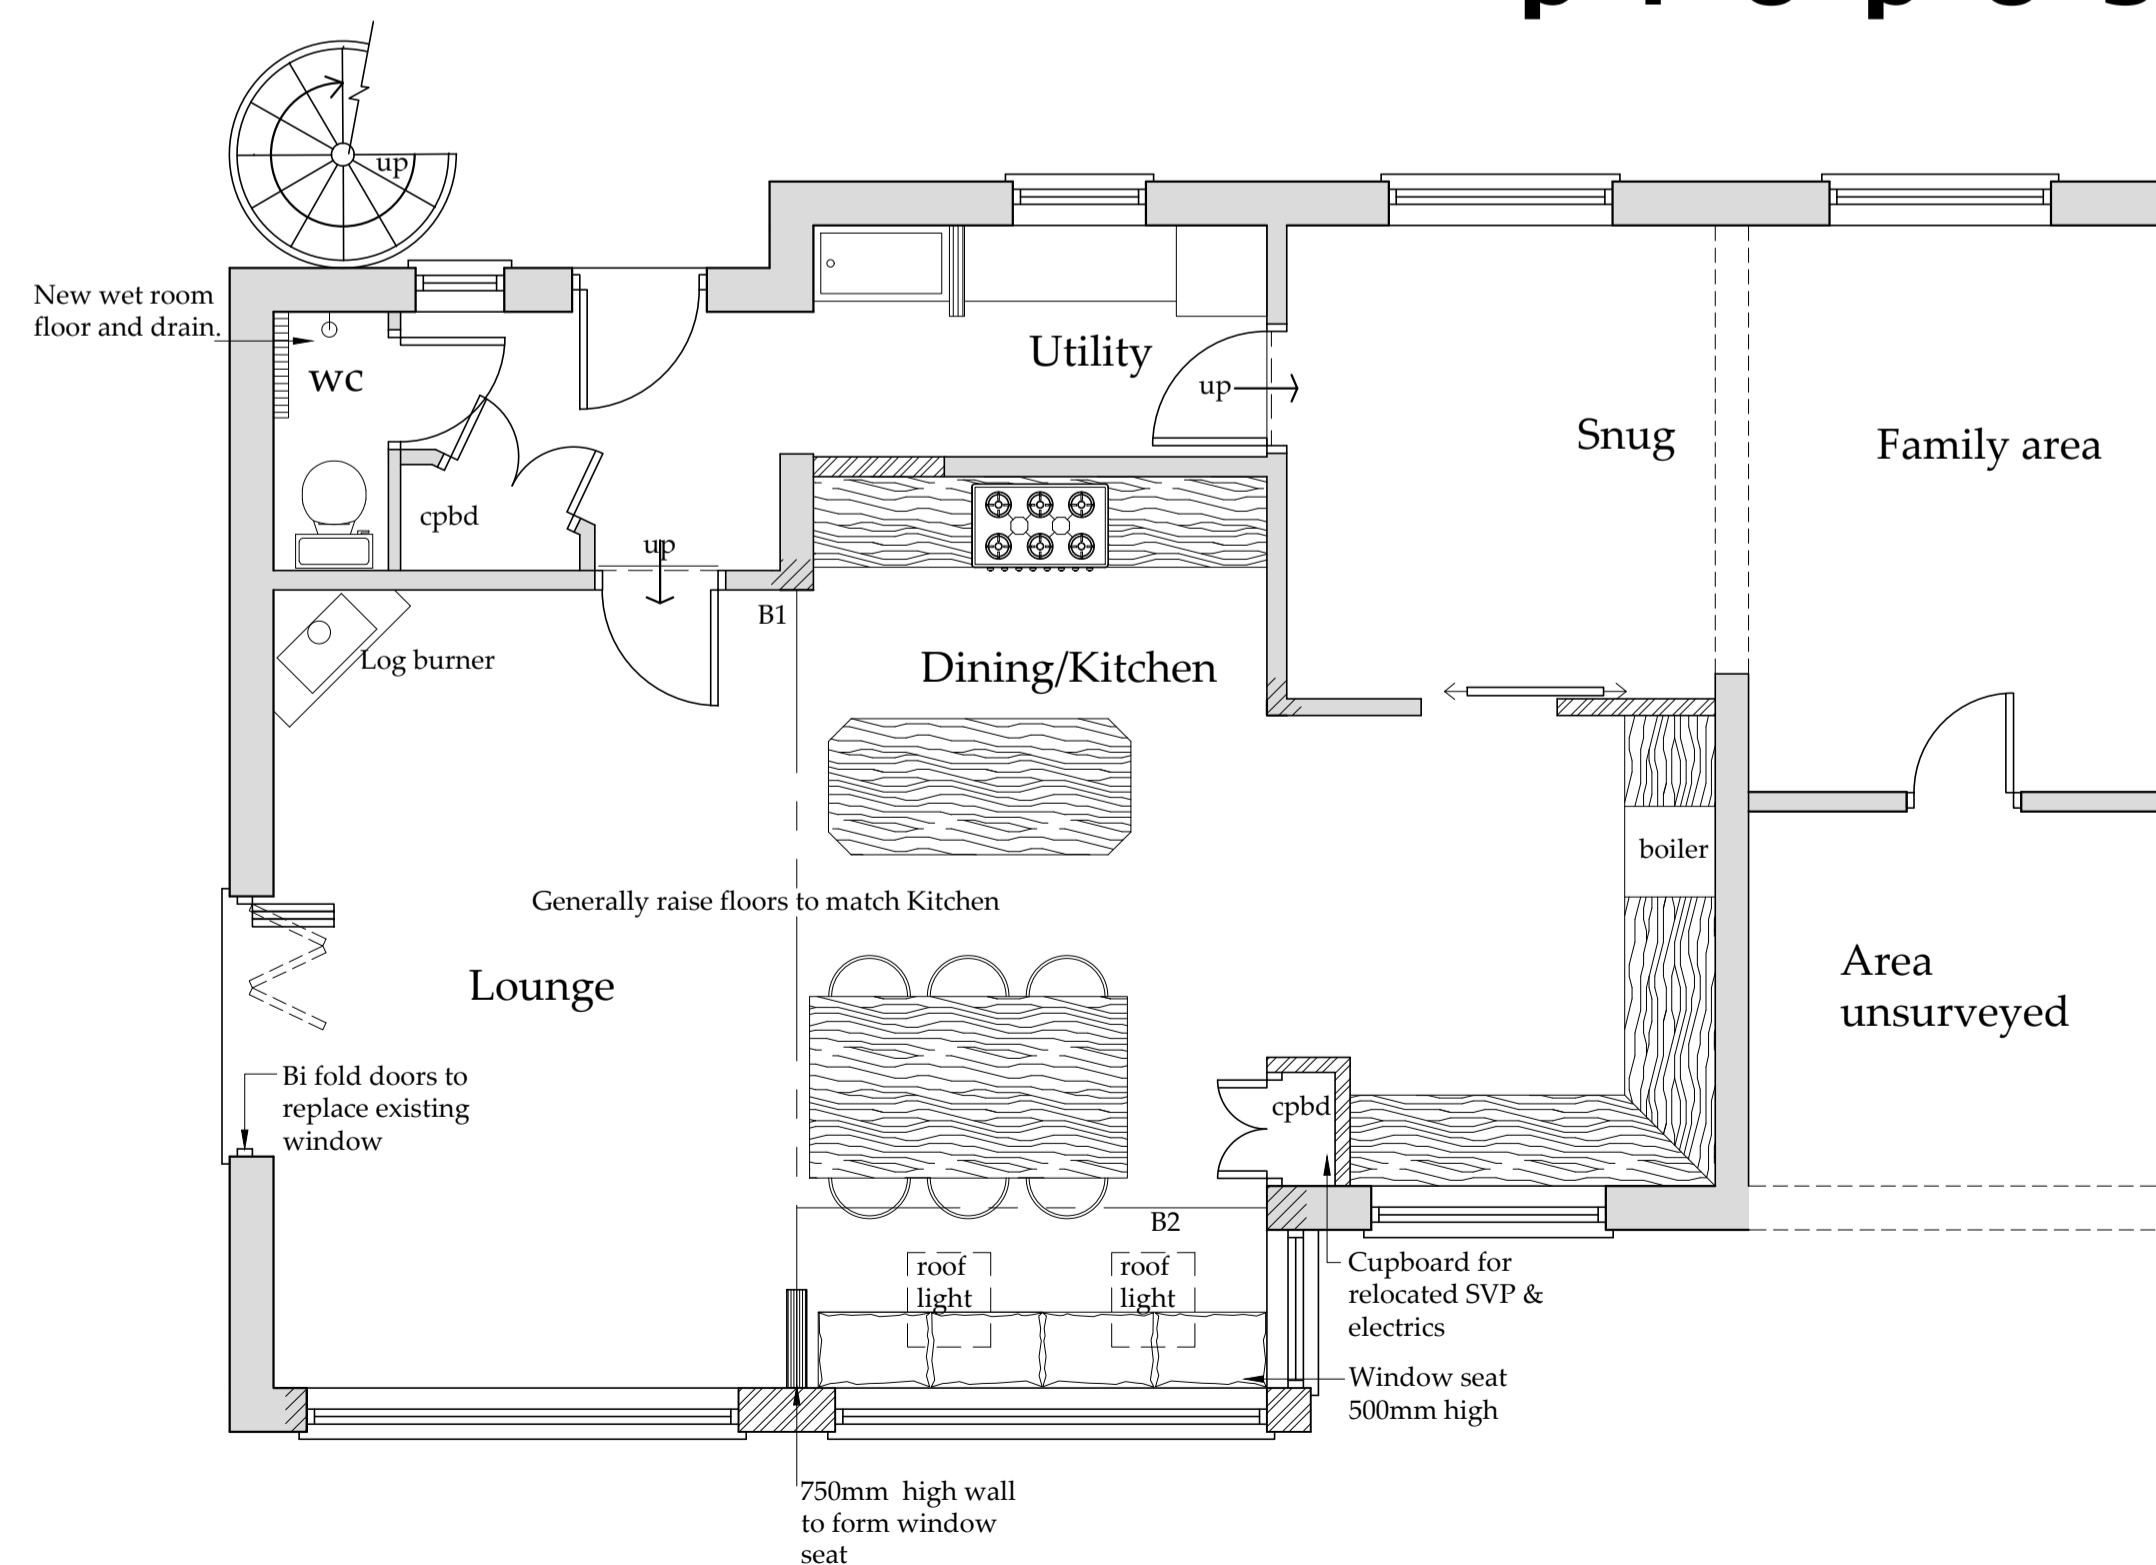 up
New wet room
floor and drain.
wc
Utility
up
Snug
Family area
cpbd
up
B1
Log burner
Dining/Kitchen
boiler
Generally raise floors to match Kitchen
Lounge
Area
unsurveyed
Bi fold doors to
replace existing
window
cpbd
B2
roof
light
roof
light
Cupboard for
relocated SVP &
electrics
Window seat
500mm high
750mm high wall
to form window
seat